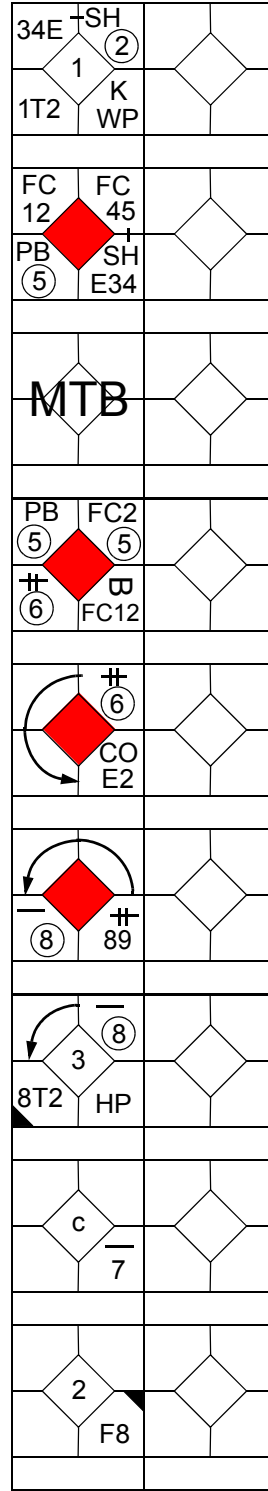 34E SH
2
1
1T2 K
WP
FC FC
12 45
PB SH
5 E34
MTB
PB FC2
5 5
6 B
FC12
6
CO
E2
8 89
8
3
8T2 HP
c
7
2
F8